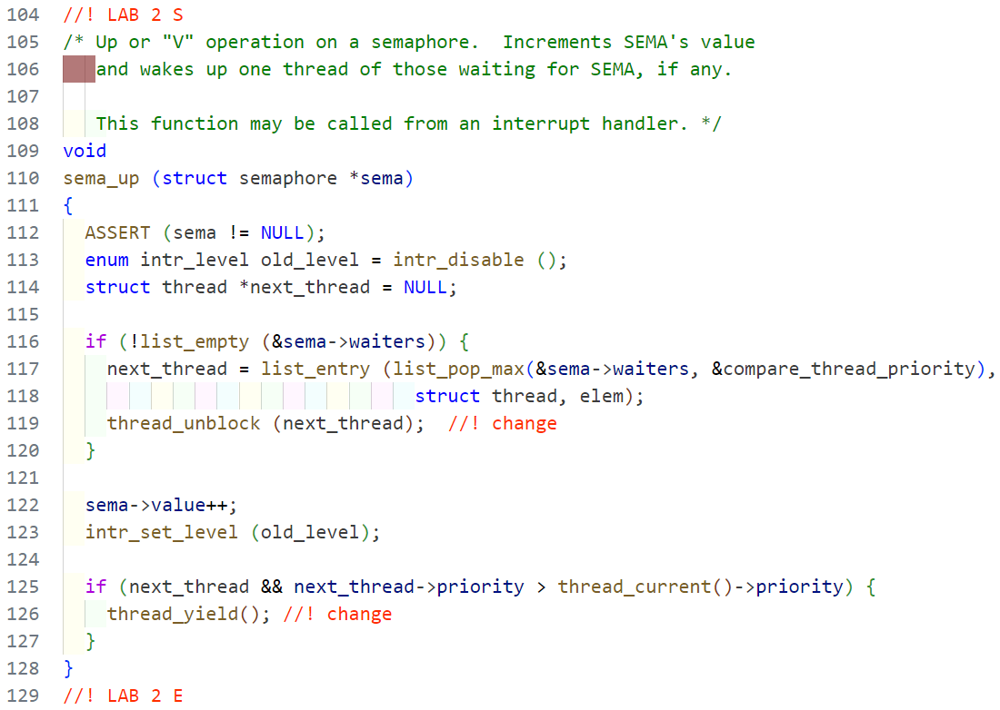 104 //! LAB 2 S
105 /* Up or "V" operation on a semaphore.  Increments SEMA's value
106    and wakes up one thread of those waiting for SEMA, if any.
107
108    This function may be called from an interrupt handler. */
109 void
110 sema_up (struct semaphore *sema)
111 {
112   ASSERT (sema != NULL);
113   enum intr_level old_level = intr_disable ();
114   struct thread *next_thread = NULL;
115
116   if (!list_empty (&sema->waiters)) {
117     next_thread = list_entry (list_pop_max(&sema->waiters, &compare_thread_priority),
118                                 struct thread, elem);
119     thread_unblock (next_thread);  //! change
120   }
121
122   sema->value++;
123   intr_set_level (old_level);
124
125   if (next_thread && next_thread->priority > thread_current()->priority) {
126     thread_yield(); //! change
127   }
128 }
129 //! LAB 2 E